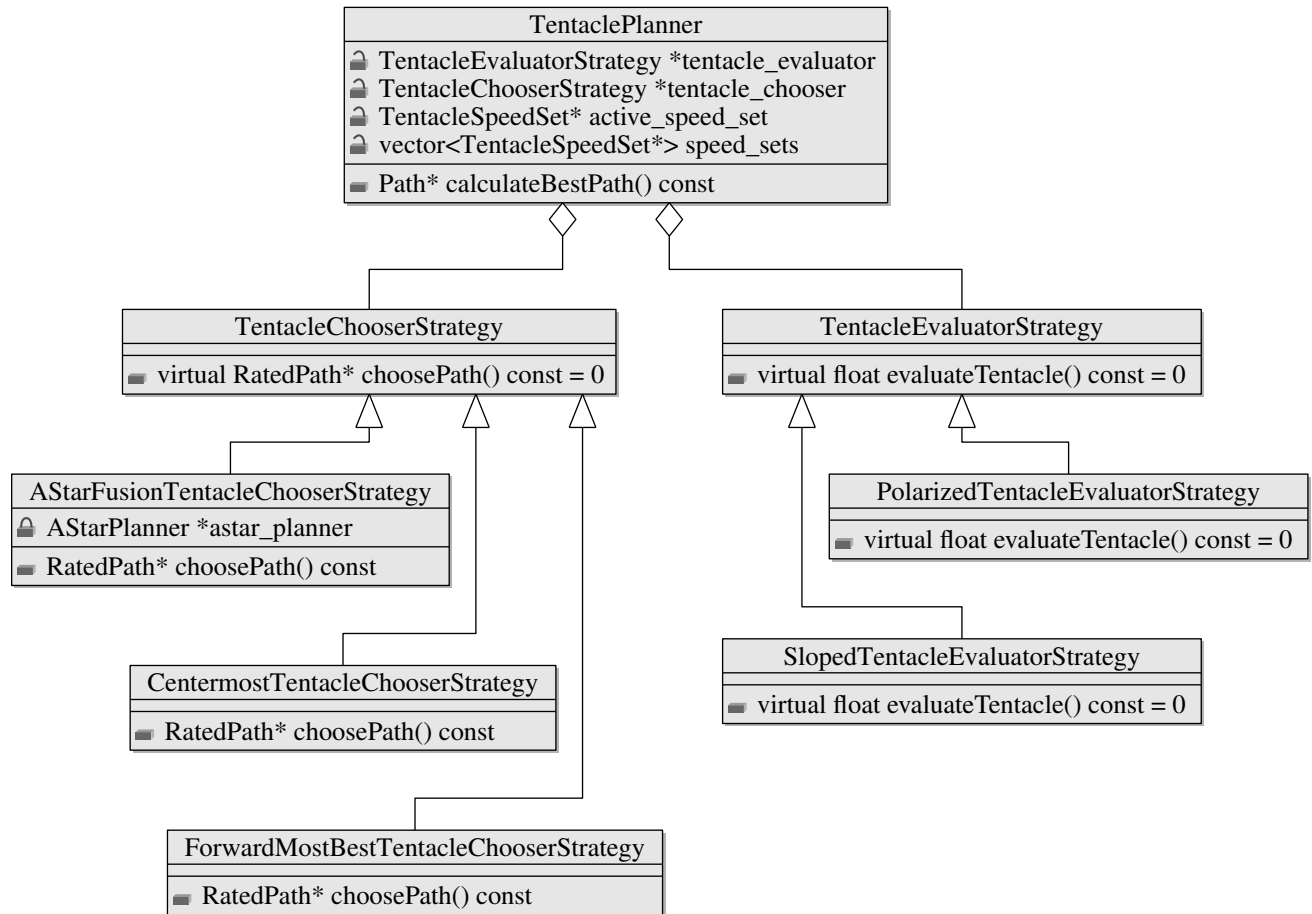 TentaclePlanner
TentacleEvaluatorStrategy *tentacle_evaluator
TentacleChooserStrategy *tentacle_chooser
TentacleSpeedSet* active_speed_set
vector<TentacleSpeedSet*> speed_sets
Path* calculateBestPath() const
TentacleChooserStrategy
virtual RatedPath* choosePath() const = 0
TentacleEvaluatorStrategy
virtual float evaluateTentacle() const = 0
AStarFusionTentacleChooserStrategy
AStarPlanner *astar_planner
RatedPath* choosePath() const
PolarizedTentacleEvaluatorStrategy
virtual float evaluateTentacle() const = 0
CentermostTentacleChooserStrategy
RatedPath* choosePath() const
SlopedTentacleEvaluatorStrategy
virtual float evaluateTentacle() const = 0
ForwardMostBestTentacleChooserStrategy
RatedPath* choosePath() const